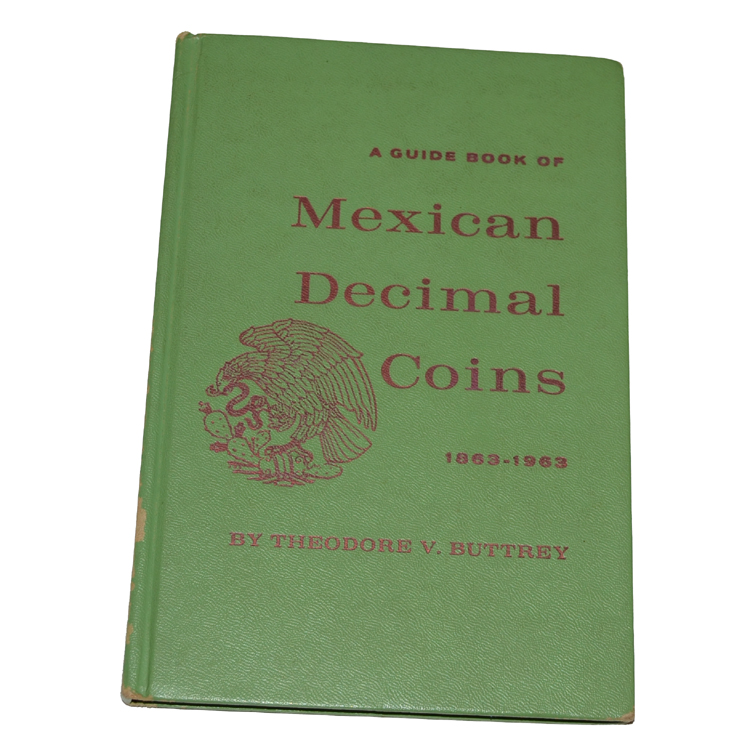 A GUIDE BOOK OF
Mexican
Decimal
Coins
1863-1963
BY THEODORE V. BUTTREY